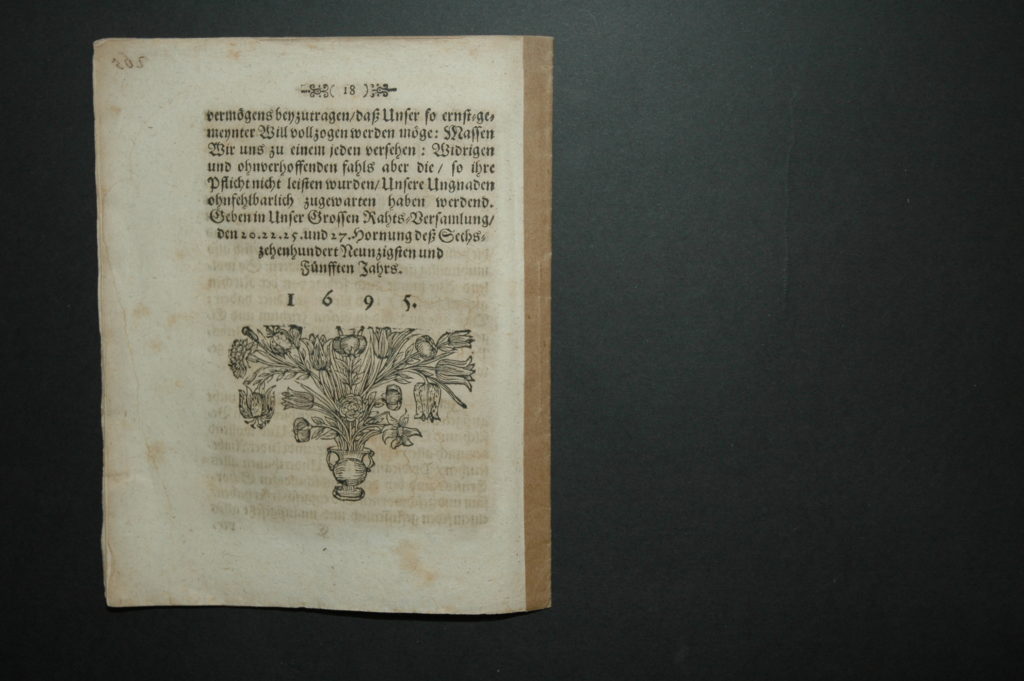 ( 18 )
vermögens beyzutragen/daß Unser so ernst-ge-
meynter Will vollzogen werden möge: Massen
Wir uns zu einem jeden versehen: Widrigen
und ohnverhoffenden fahls aber die/ so ihre
Pflicht nicht leisten wurden/Unsere Ungnaden
ohnfehlbarlich zugewarten haben werdend.
Geben in Unser Grossen Rahts-Versamlung/
den 20.22.25.und 27.Hornung deß Sechs-
zehenhundert Neunzigsten und
Fünfften Jahrs.
1 6 9 5.